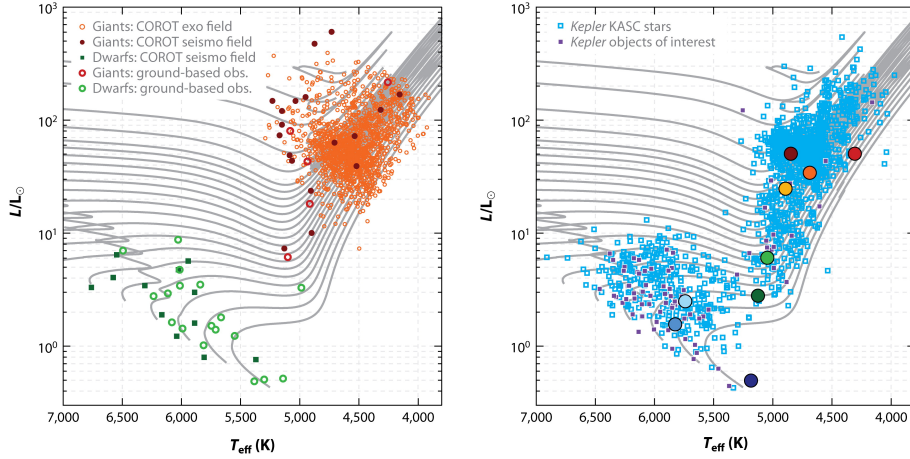 Giants: COROT exo field
Giants: COROT seismo field
Dwarfs: COROT seismo field
Giants: ground-based obs.
Dwarfs: ground-based obs.
10³
10²
10¹
10⁰
L/L☉
7,000 6,500 6,000 5,500 5,000 4,500 4,000
T_eff (K)
Kepler KASC stars
Kepler objects of interest
10³
10²
10¹
10⁰
L/L☉
7,000 6,500 6,000 5,500 5,000 4,500 4,000
T_eff (K)